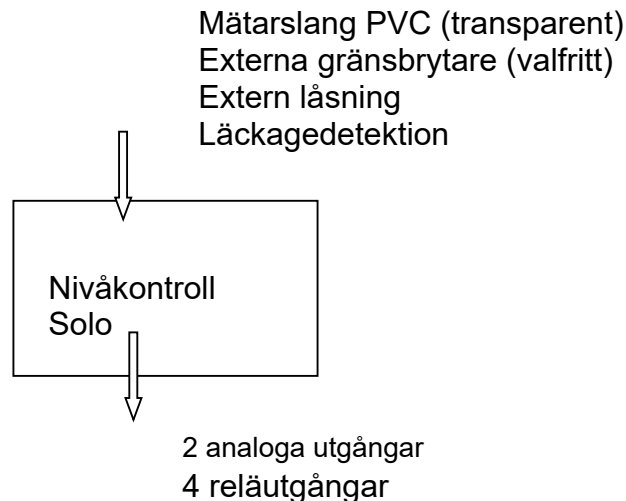 Mätarslang PVC (transparent)
Externa gränsbrytare (valfritt)
Extern låsning
Läckagedetektion
Nivåkontroll
Solo
2 analoga utgångar
4 reläutgångar